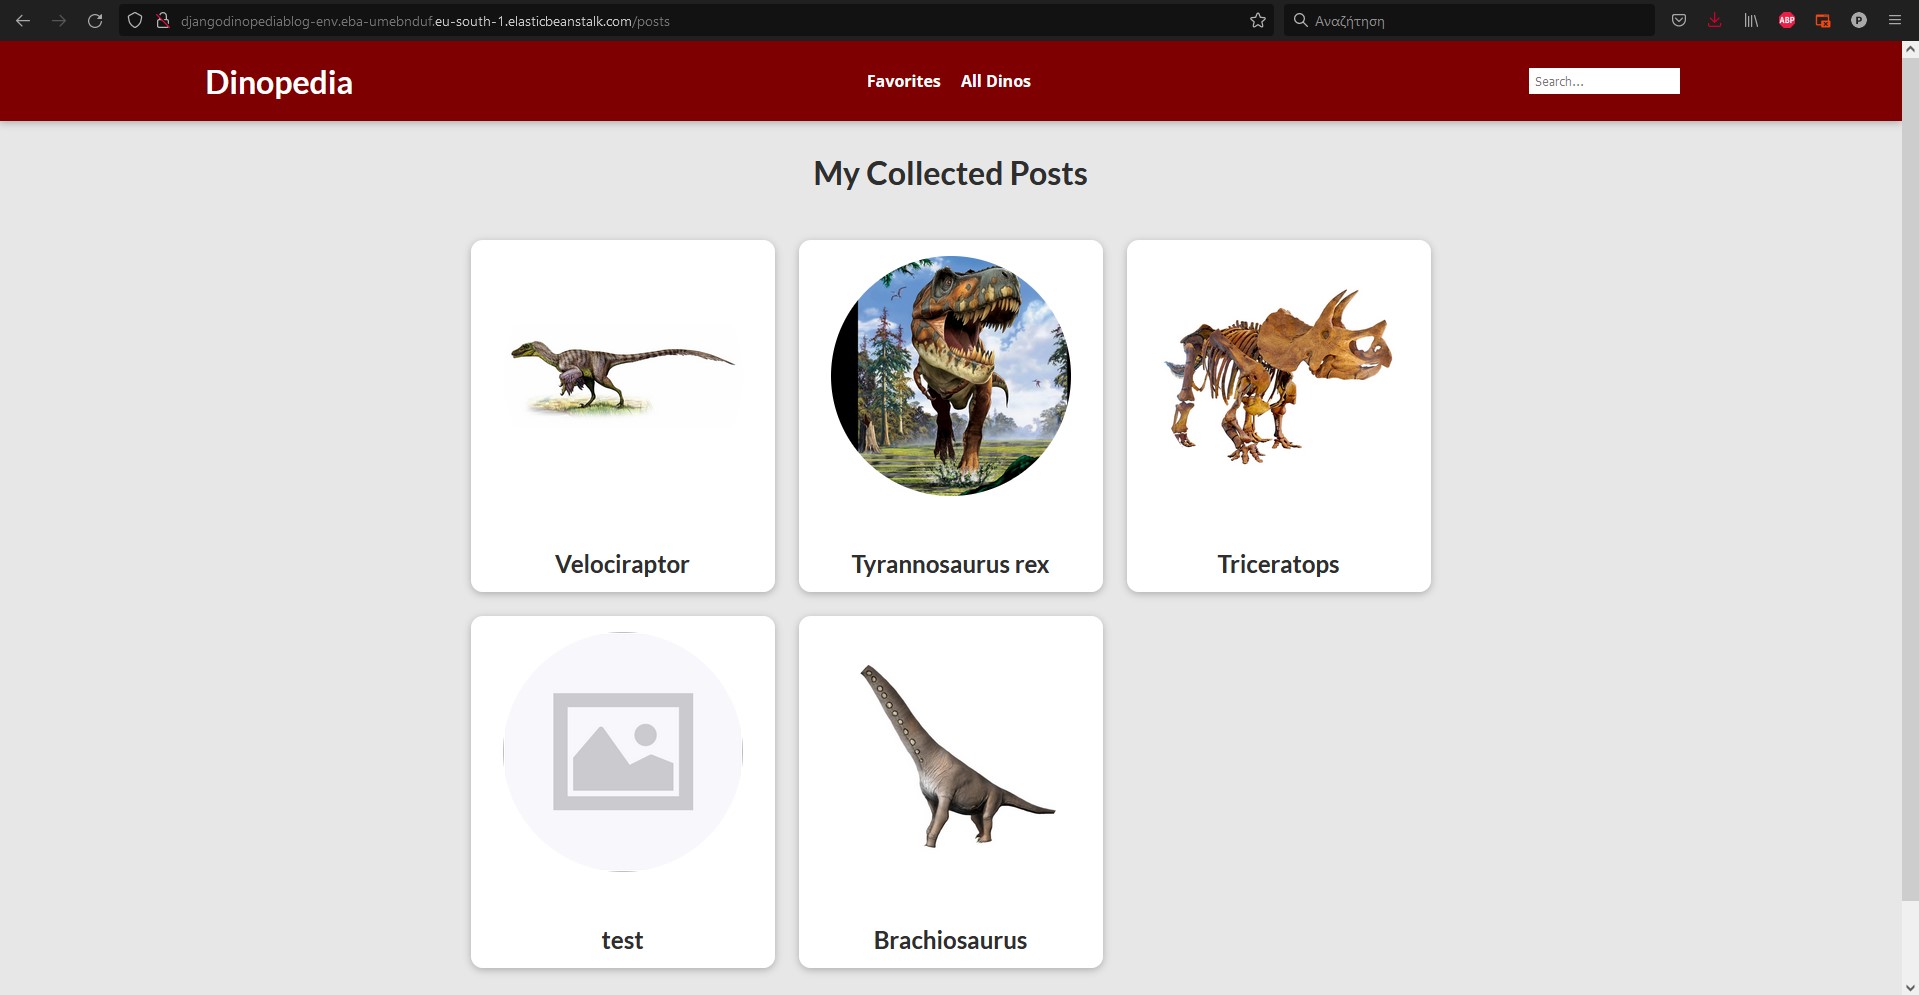 djangodinopediablog-env.eba-umebnduf.eu-south-1.elasticbeanstalk.com/posts
Αναζήτηση
ABP
P
Dinopedia
Favorites
All Dinos
Search...
My Collected Posts
Velociraptor
Tyrannosaurus rex
Triceratops
test
Brachiosaurus